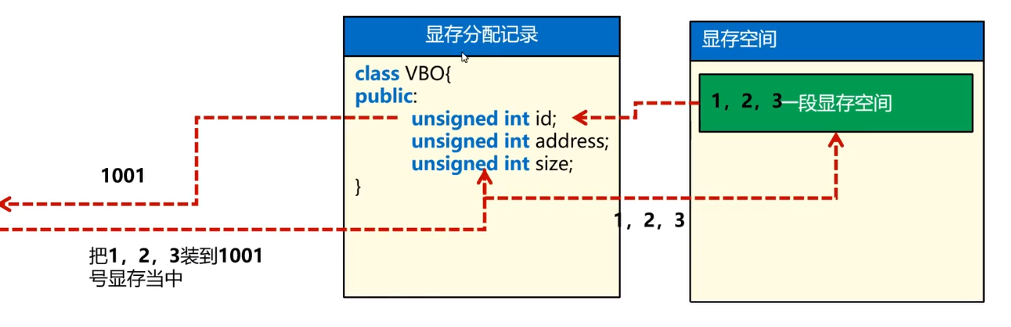 显存分配记录
class VBO{
public:
unsigned int id;
unsigned int address;
unsigned int size;
}
显存空间
1，2，3一段显存空间
1001
1，2，3
把1，2，3装到1001
号显存当中